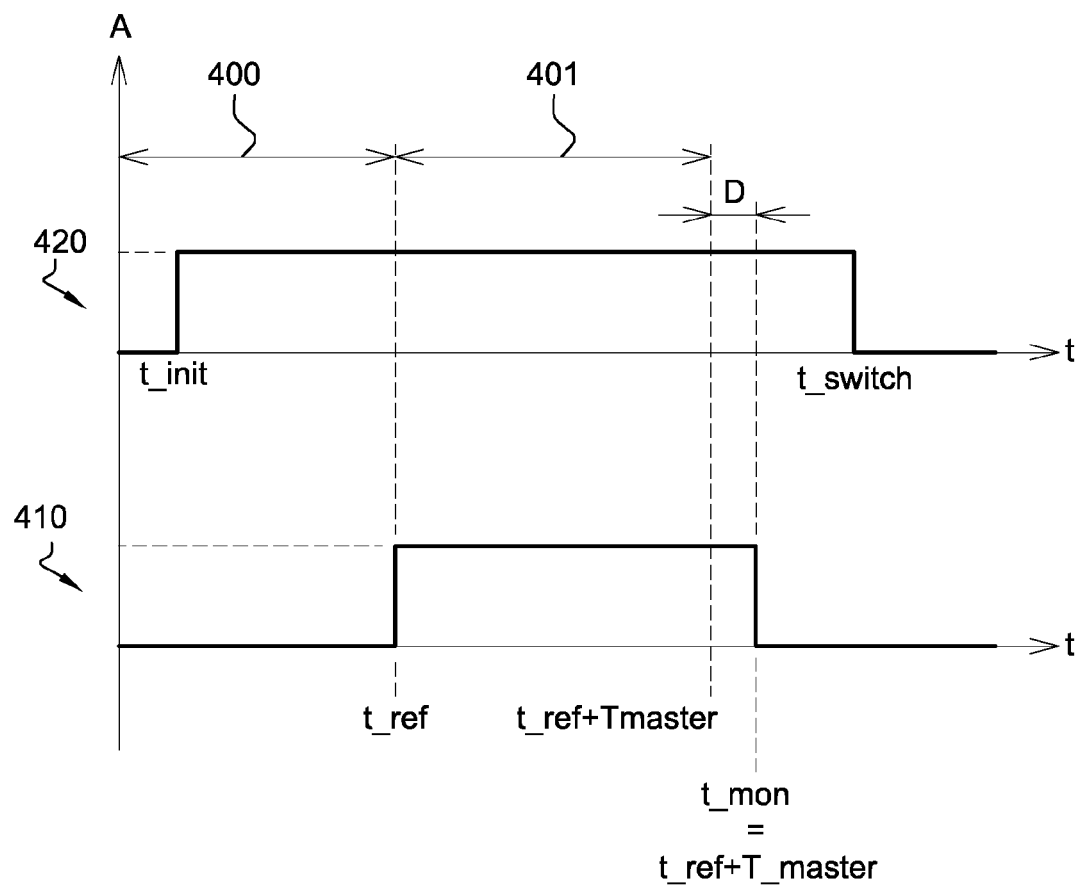 A
400
401
D
420
t
t_init
t_switch
410
t
t_ref
t_ref+Tmaster
t_mon
=
t_ref+T_master